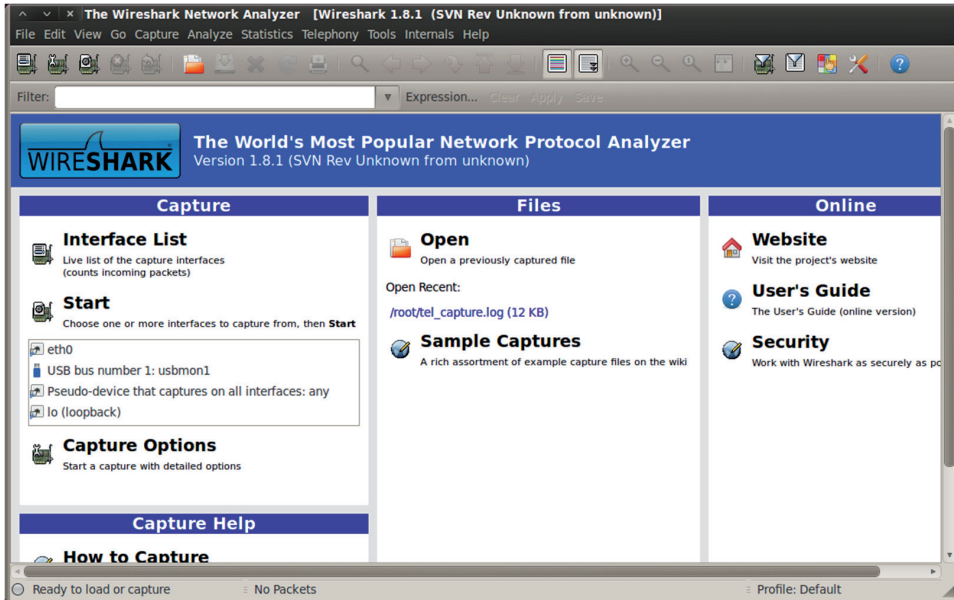 The Wireshark Network Analyzer [Wireshark 1.8.1 (SVN Rev Unknown from unknown)]
File Edit View Go Capture Analyze Statistics Telephony Tools Internals Help
Filter: Expression... Clear Apply Save
WIRESHARK
The World's Most Popular Network Protocol Analyzer
Version 1.8.1 (SVN Rev Unknown from unknown)
Capture
Interface List
Live list of the capture interfaces
(counts incoming packets)
Start
Choose one or more interfaces to capture from, then Start
eth0
USB bus number 1: usbmon1
Pseudo-device that captures on all interfaces: any
lo (loopback)
Capture Options
Start a capture with detailed options
Capture Help
How to Capture
Files
Open
Open a previously captured file
Open Recent:
/root/tel_capture.log (12 KB)
Sample Captures
A rich assortment of example capture files on the wiki
Online
Website
Visit the project's website
User's Guide
The User's Guide (online version)
Security
Work with Wireshark as securely as po
Ready to load or capture
No Packets
Profile: Default